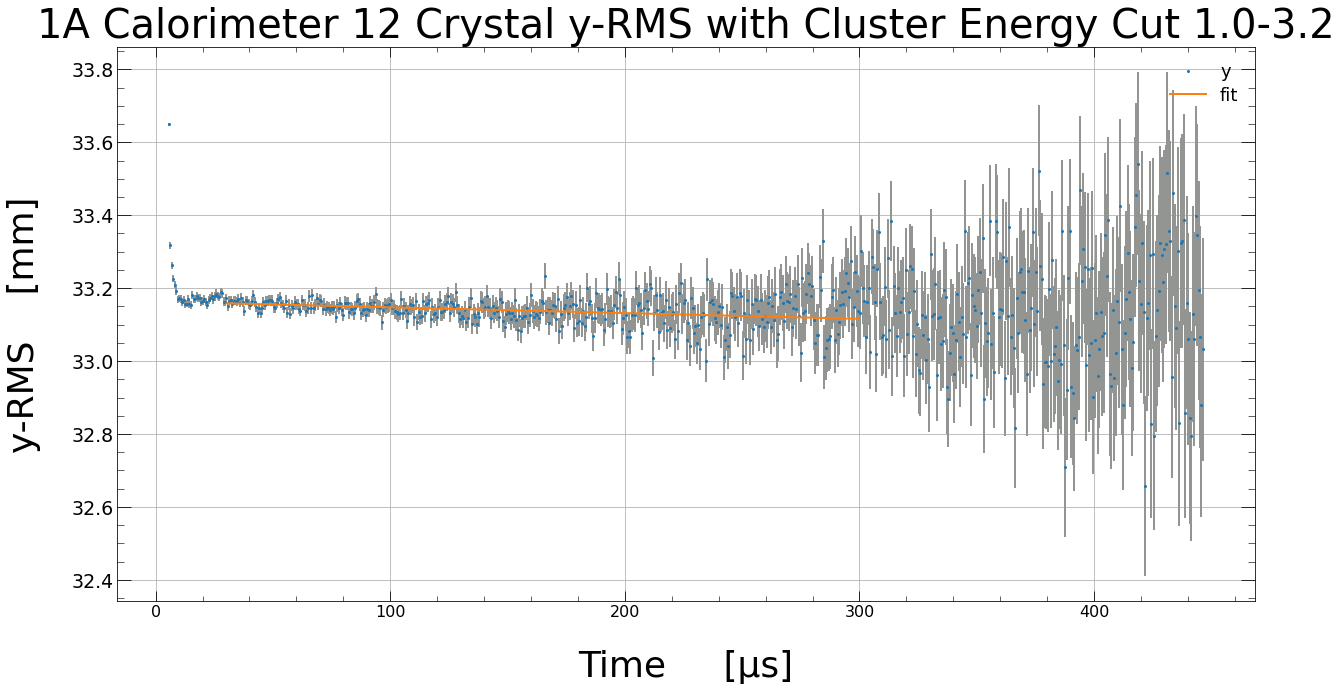 1A Calorimeter 12 Crystal y-RMS with Cluster Energy Cut 1.0-3.2
y
fit
y-RMS [mm]
33.8
33.6
33.4
33.2
33.0
32.8
32.6
32.4
0 100 200 300 400
Time [μs]